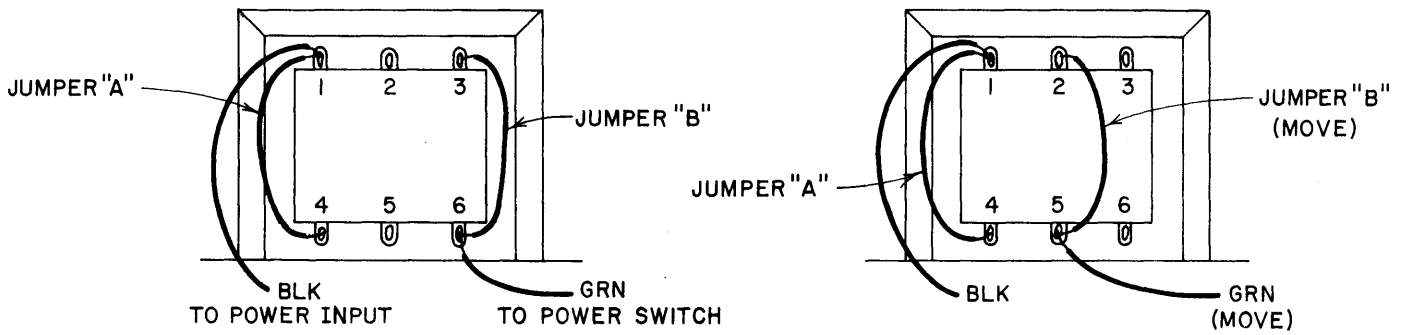 JUMPER "A"
1 2 3
4 5 6
JUMPER "B"
BLK
TO POWER INPUT
GRN
TO POWER SWITCH
1 2 3
4 5 6
JUMPER "B"
(MOVE)
JUMPER "A"
BLK
GRN
(MOVE)